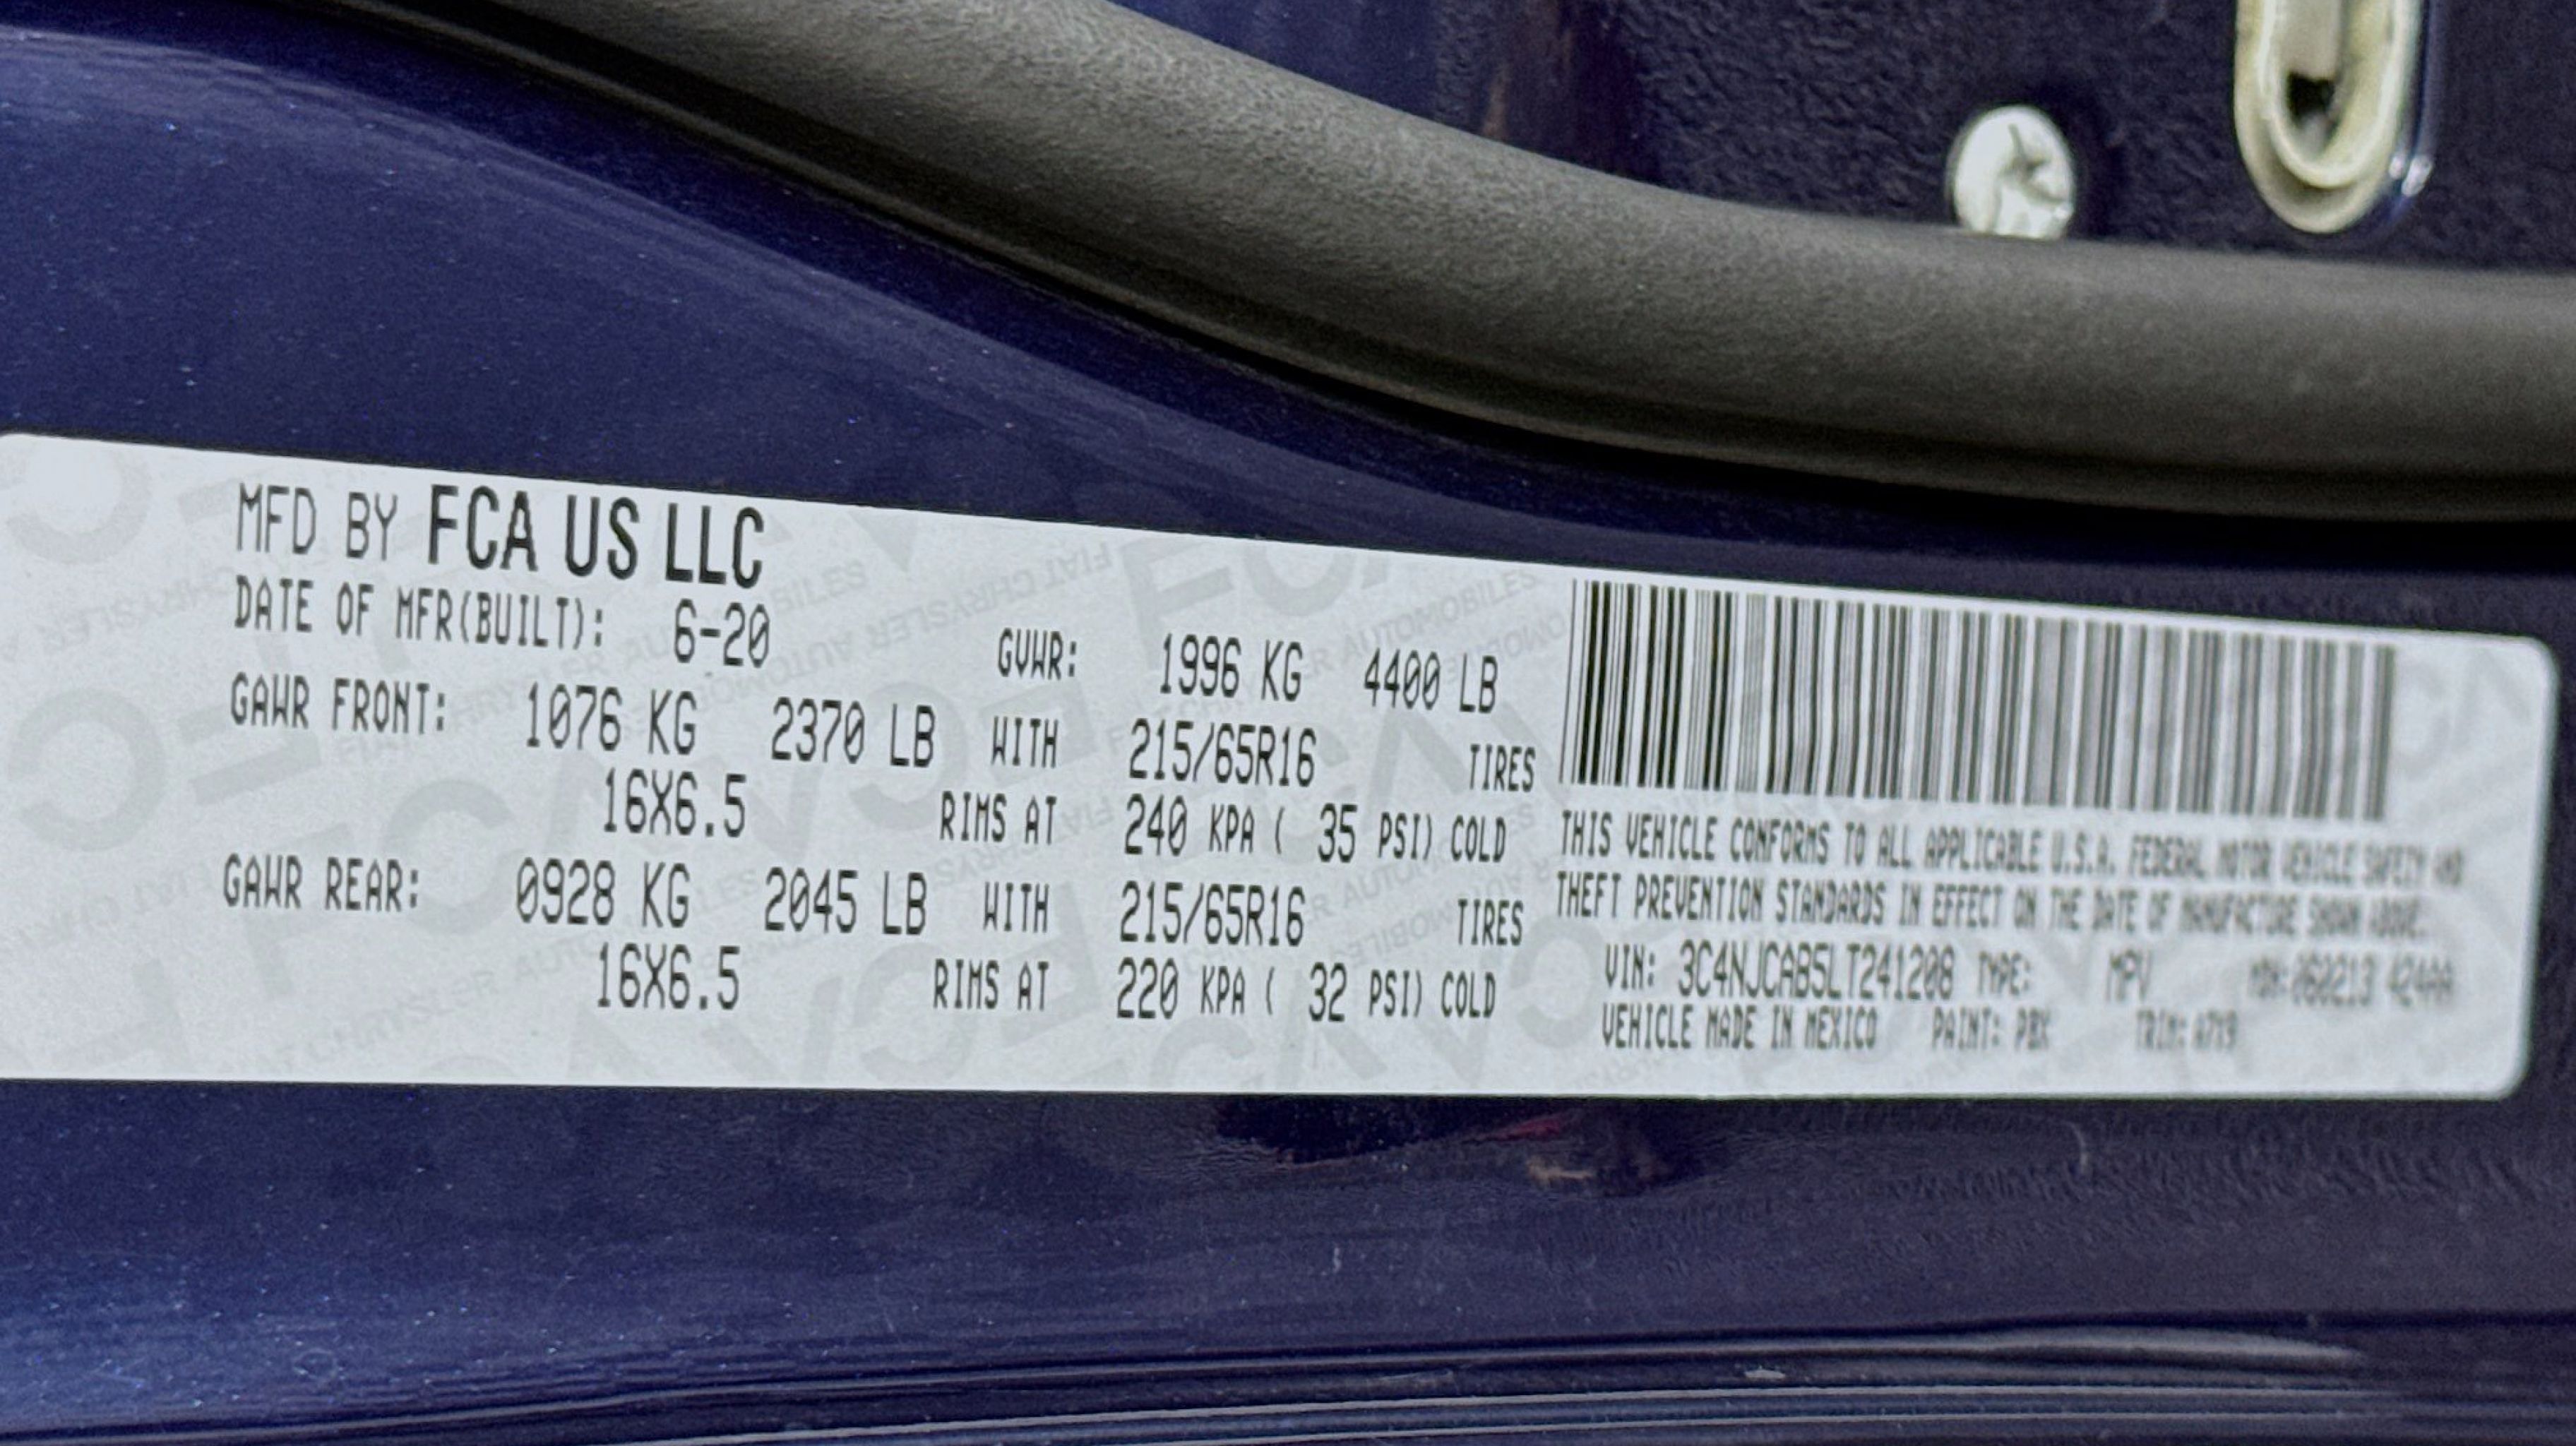 MFD BY FCA US LLC
DATE OF MFR(BUILT): 6-20 GVWR: 1996 KG 4400 LB
GAWR FRONT: 1076 KG 2370 LB WITH 215/65R16 TIRES
16X6.5 RIMS AT 240 KPA ( 35 PSI) COLD
GAWR REAR: 0928 KG 2045 LB WITH 215/65R16 TIRES
16X6.5 RIMS AT 220 KPA ( 32 PSI) COLD
THIS VEHICLE CONFORMS TO ALL APPLICABLE U.S.A. FEDERAL MOTOR VEHICLE SAFETY AND
THEFT PREVENTION STANDARDS IN EFFECT ON THE DATE OF MANUFACTURE SHOWN ABOVE.
VIN: 3C4NJCAB5LT241208 TYPE: MPV
VEHICLE MADE IN MEXICO PAINT: PBX TRIM: